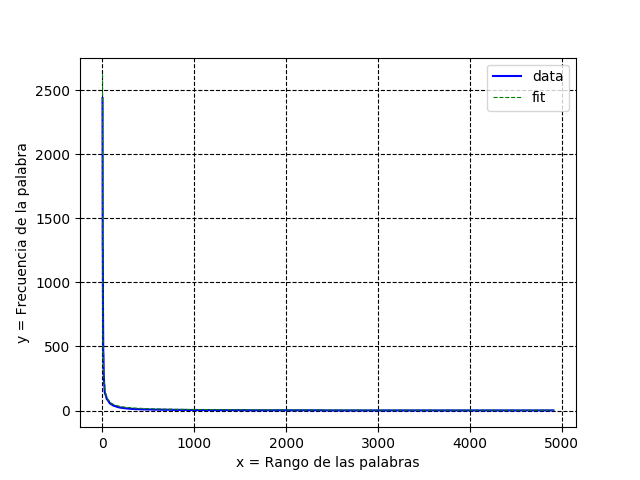 data
fit
2500
2000
1500
1000
500
0
y = Frecuencia de la palabra
0 1000 2000 3000 4000 5000
x = Rango de las palabras